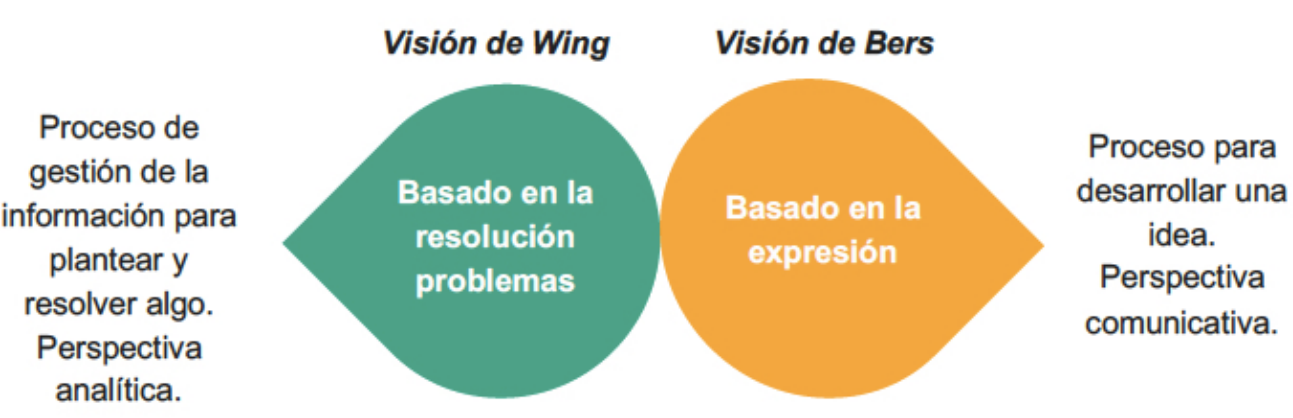 Visión de Wing
Visión de Bers
Proceso de
gestión de la
información para
plantear y
resolver algo.
Perspectiva
analítica.
Basado en la
resolución
problemas
Basado en la
expresión
Proceso para
desarrollar una
idea.
Perspectiva
comunicativa.